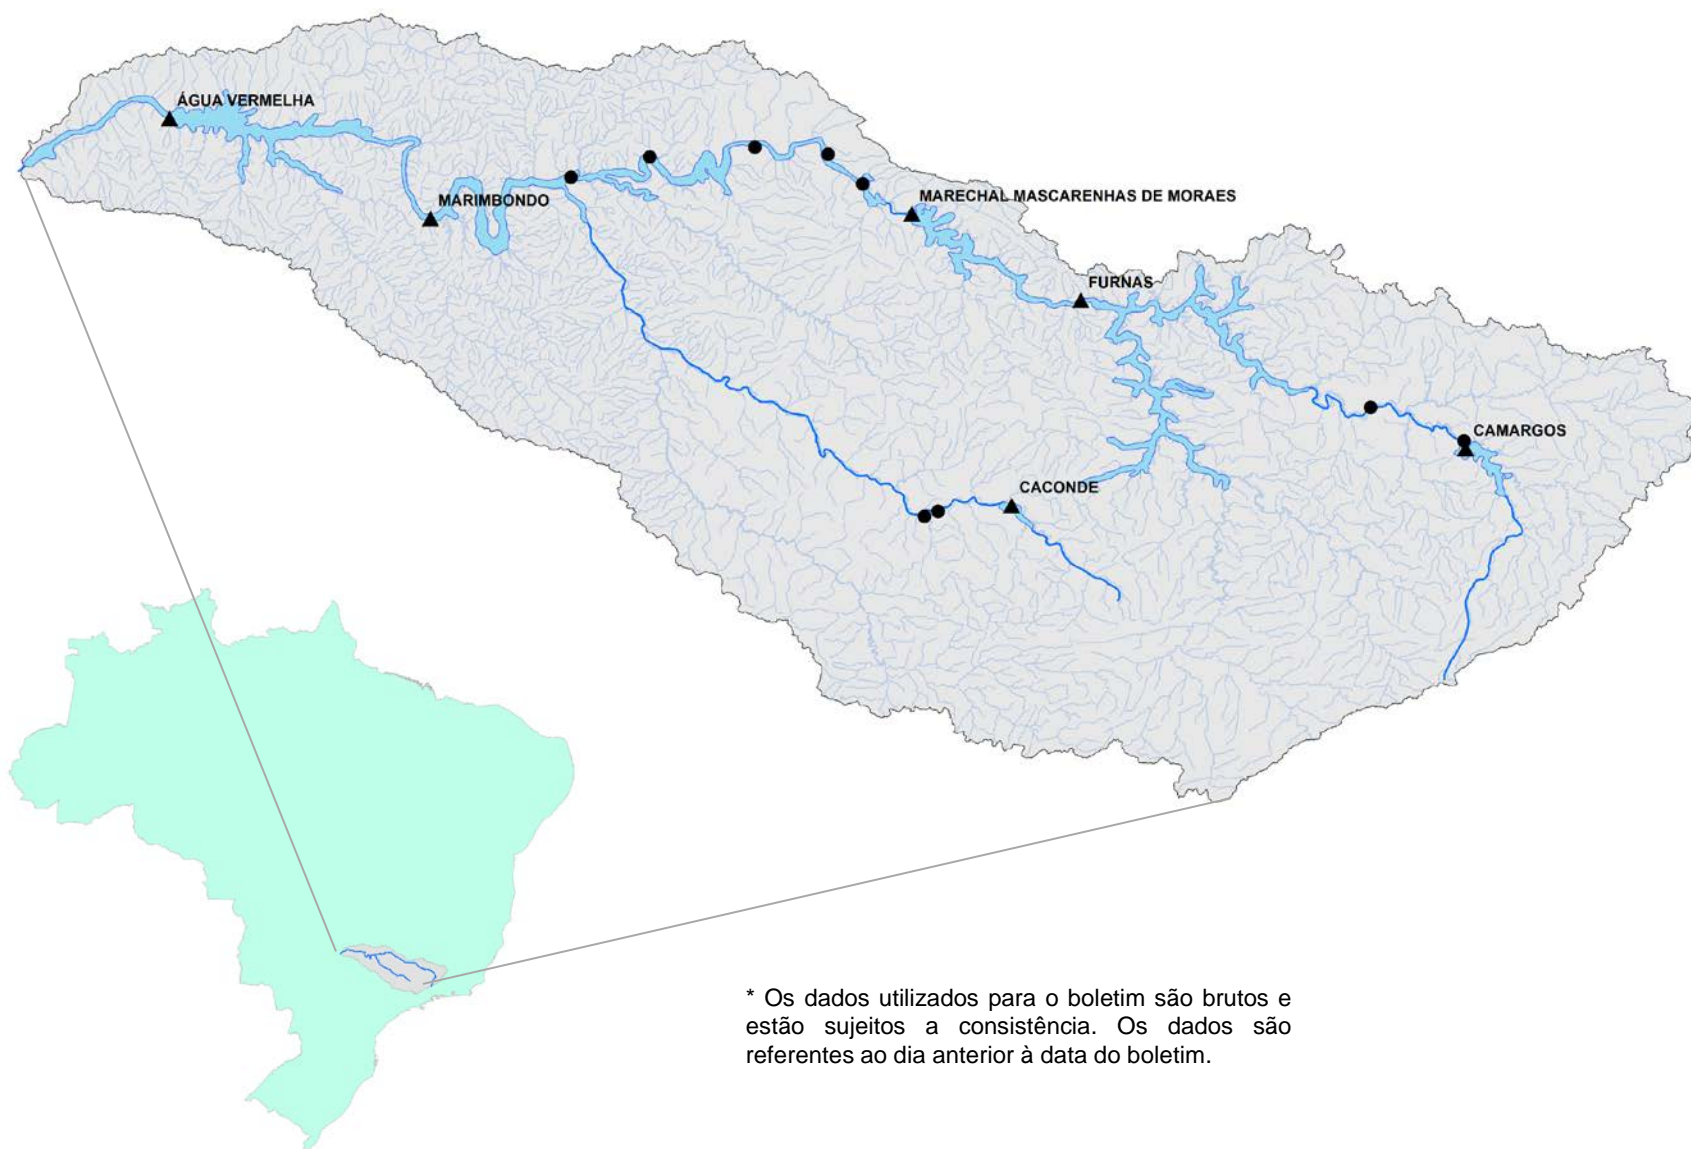 ÁGUA VERMELHA
MARIMBONDO
MARECHAL MASCARENHAS DE MORAES
FURNAS
CAMARGOS
CACONDE
* Os dados utilizados para o boletim são brutos e
estão sujeitos a consistência. Os dados são
referentes ao dia anterior à data do boletim.